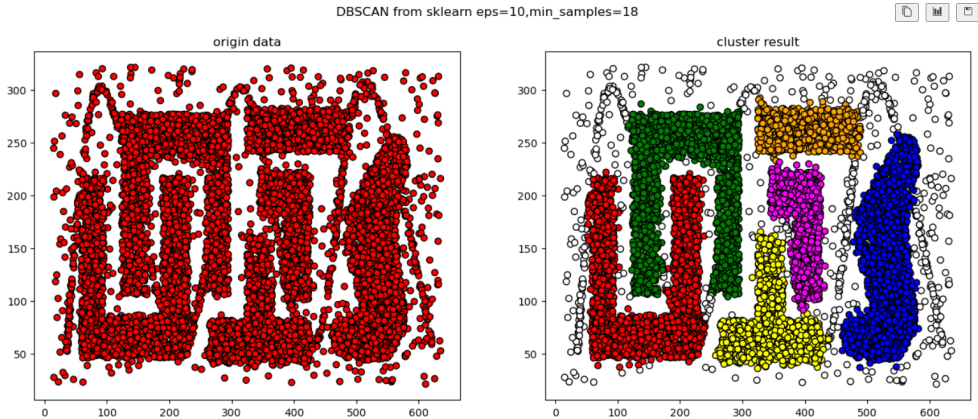 DBSCAN from sklearn eps=10,min_samples=18
origin data
cluster result
300
250
200
150
100
50
0 100 200 300 400 500 600
300
250
200
150
100
50
0 100 200 300 400 500 600